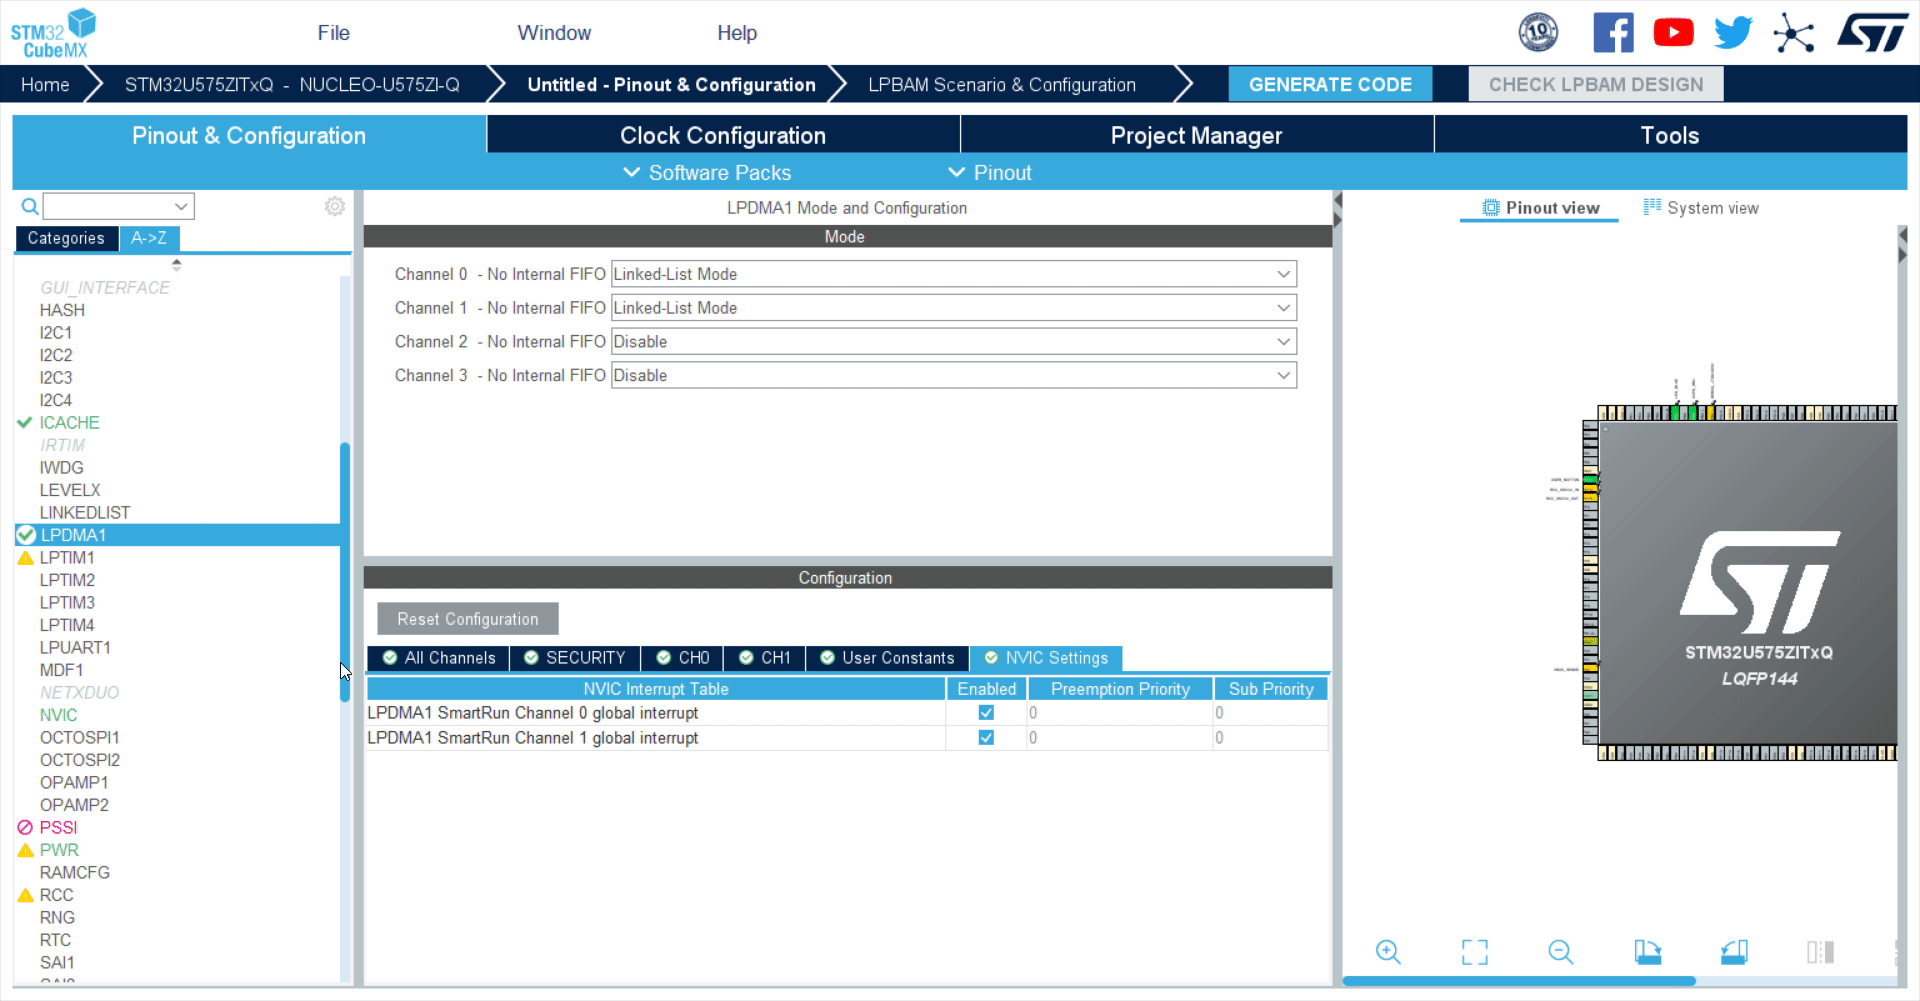 STM32
CubeMX
File
Window
Help
Home
STM32U575ZITxQ - NUCLEO-U575ZI-Q
Untitled - Pinout & Configuration
LPBAM Scenario & Configuration
GENERATE CODE
CHECK LPBAM DESIGN
Pinout & Configuration
Clock Configuration
Project Manager
Tools
Software Packs
Pinout
Categories
A->Z
GUI_INTERFACE
HASH
I2C1
I2C2
I2C3
I2C4
ICACHE
IRTIM
IWDG
LEVELX
LINKEDLIST
LPDMA1
LPTIM1
LPTIM2
LPTIM3
LPTIM4
LPUART1
MDF1
NETXDUO
NVIC
OCTOSPI1
OCTOSPI2
OPAMP1
OPAMP2
PSSI
PWR
RAMCFG
RCC
RNG
RTC
SAI1
LPDMA1 Mode and Configuration
Mode
Channel 0 - No Internal FIFO Linked-List Mode
Channel 1 - No Internal FIFO Linked-List Mode
Channel 2 - No Internal FIFO Disable
Channel 3 - No Internal FIFO Disable
Configuration
Reset Configuration
All Channels
SECURITY
CH0
CH1
User Constants
NVIC Settings
NVIC Interrupt Table Enabled Preemption Priority Sub Priority
LPDMA1 SmartRun Channel 0 global interrupt 0 0
LPDMA1 SmartRun Channel 1 global interrupt 0 0
Pinout view
System view
STM32U575ZITxQ
LQFP144